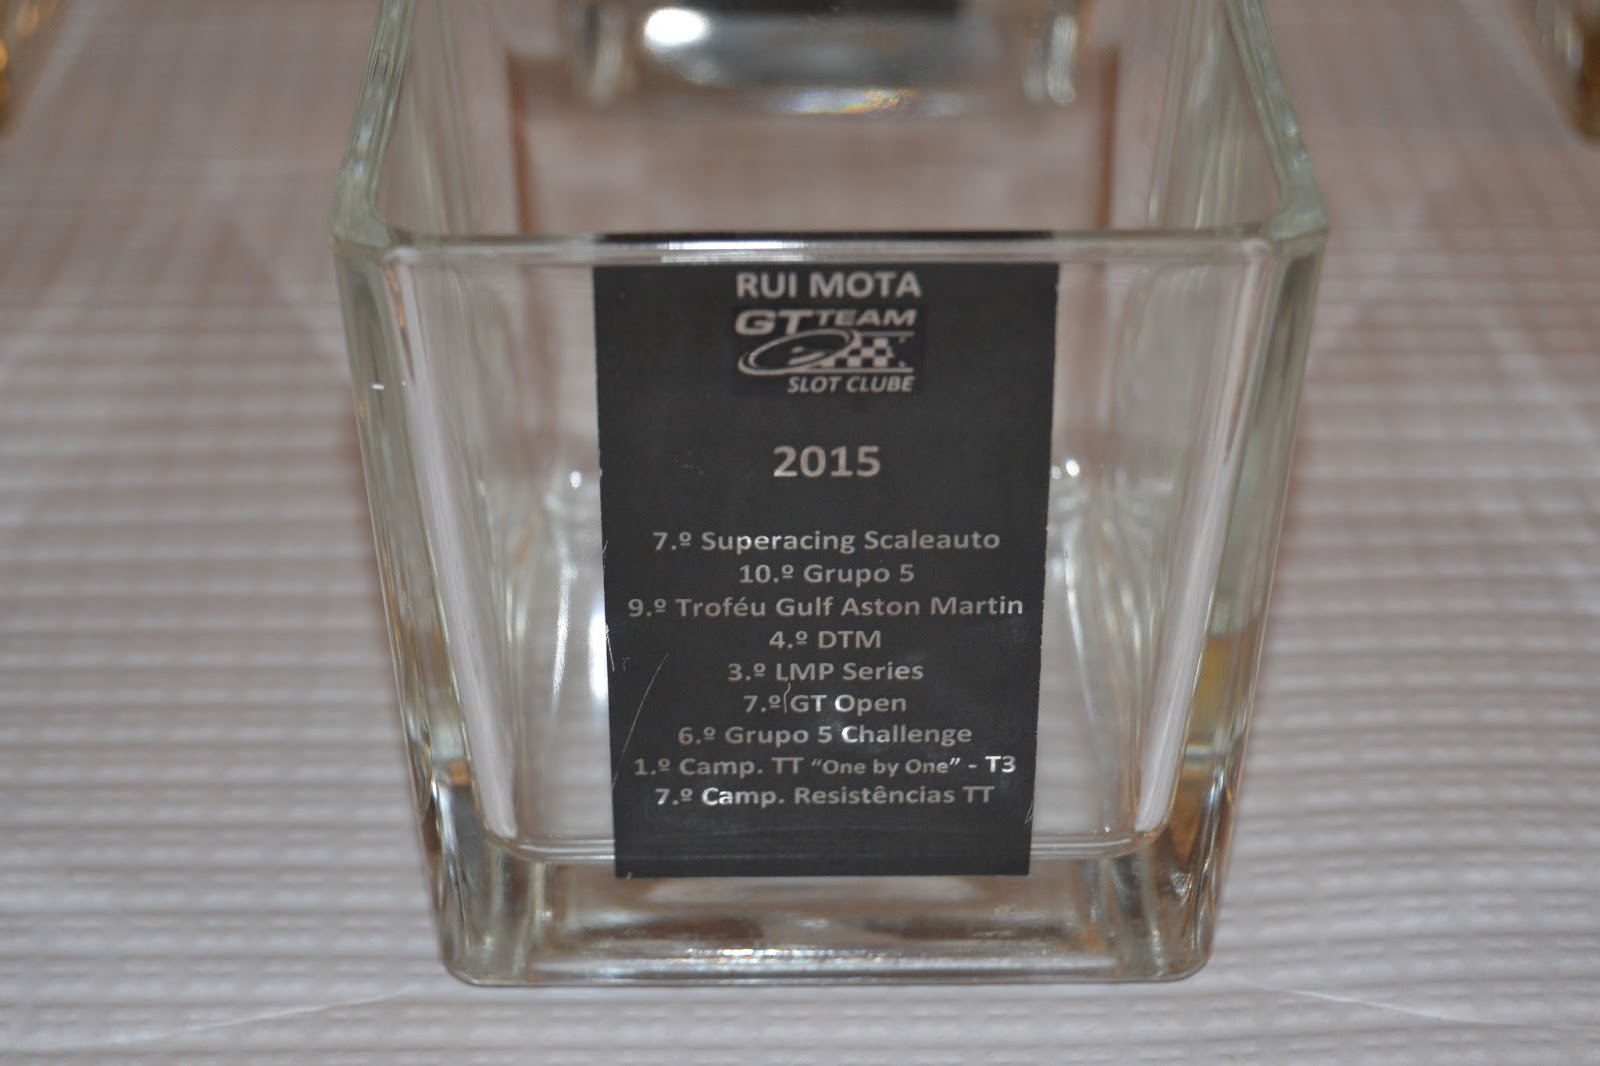 RUI MOTA
GT TEAM
SLOT CLUBE
2015
7.º Superacing Scaleauto
10.º Grupo 5
9.º Troféu Gulf Aston Martin
4.º DTM
3.º LMP Series
7.º GT Open
6.º Grupo 5 Challenge
1.º Camp. TT “One by One” - T3
7.º Camp. Resistências TT